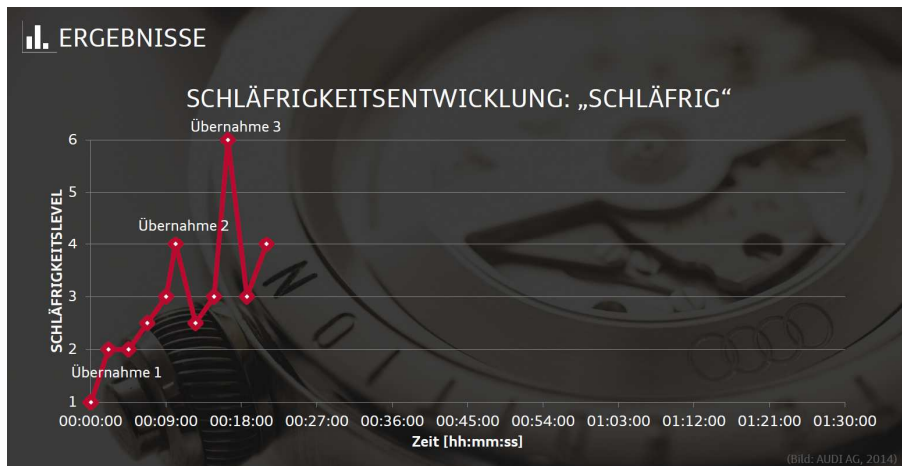 ERGEBNISSE
SCHLÄFRIGKEITSENTWICKLUNG: „SCHLÄFRIG“
Übernahme 3
6
5
Übernahme 2
4
3
2
Übernahme 1
1
SCHLÄFRIGKEITSLEVEL
00:00:00 00:09:00 00:18:00 00:27:00 00:36:00 00:45:00 00:54:00 01:03:00 01:12:00 01:21:00 01:30:00
Zeit [hh:mm:ss]
(Bild: AUDI AG, 2014)